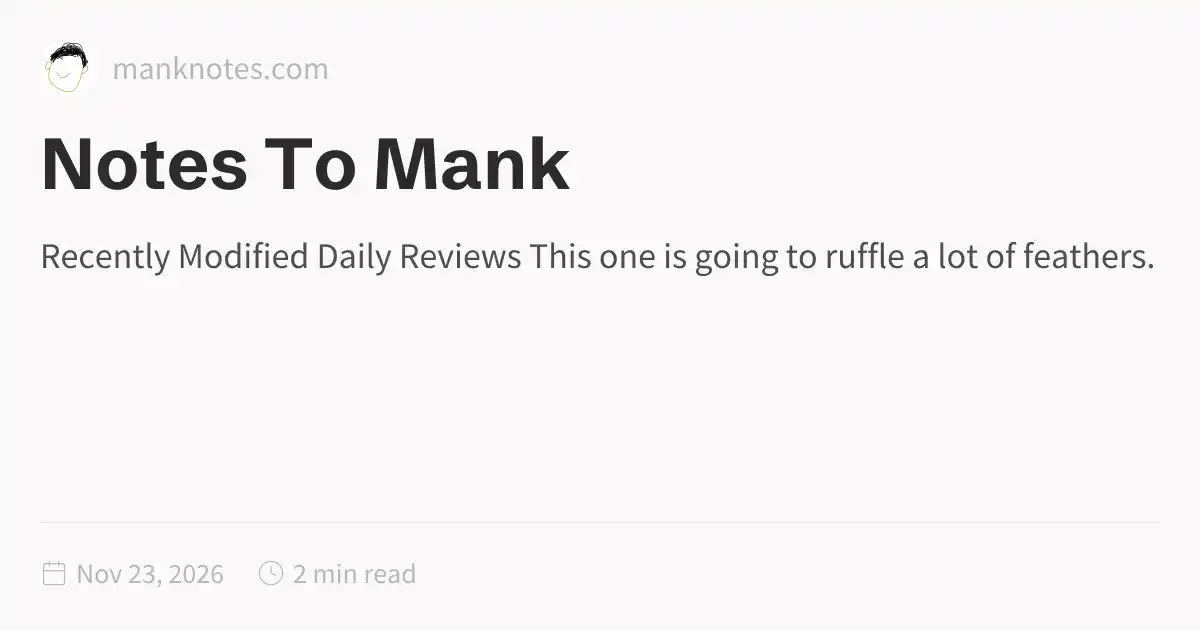 manknotes.com
Notes To Mank
Recently Modified Daily Reviews This one is going to ruffle a lot of feathers.
Nov 23, 2026
2 min read